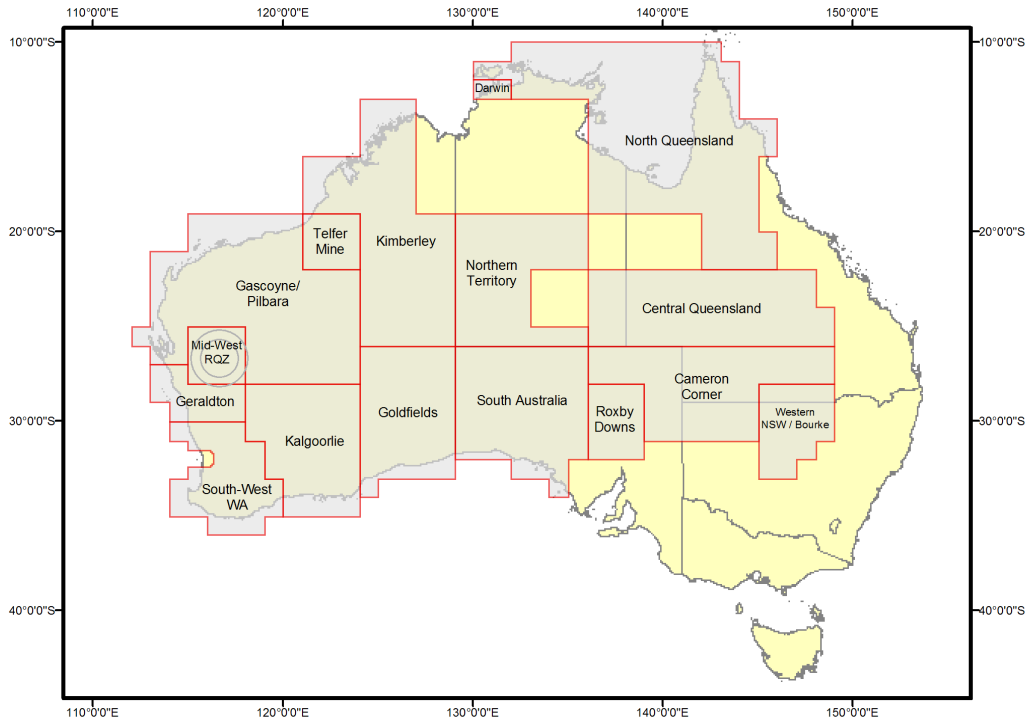 110°0'0"E 120°0'0"E 130°0'0"E 140°0'0"E 150°0'0"E
10°0'0"S 10°0'0"S
Darwin
North Queensland
20°0'0"S 20°0'0"S
Telfer
Mine
Kimberley
Northern
Territory
Gascoyne/
Pilbara
Central Queensland
Mid-West
RQZ
Cameron
Corner
Geraldton
Goldfields
South Australia
Roxby
Downs
Western
NSW / Bourke
30°0'0"S 30°0'0"S
Kalgoorlie
South-West
WA
40°0'0"S 40°0'0"S
110°0'0"E 120°0'0"E 130°0'0"E 140°0'0"E 150°0'0"E